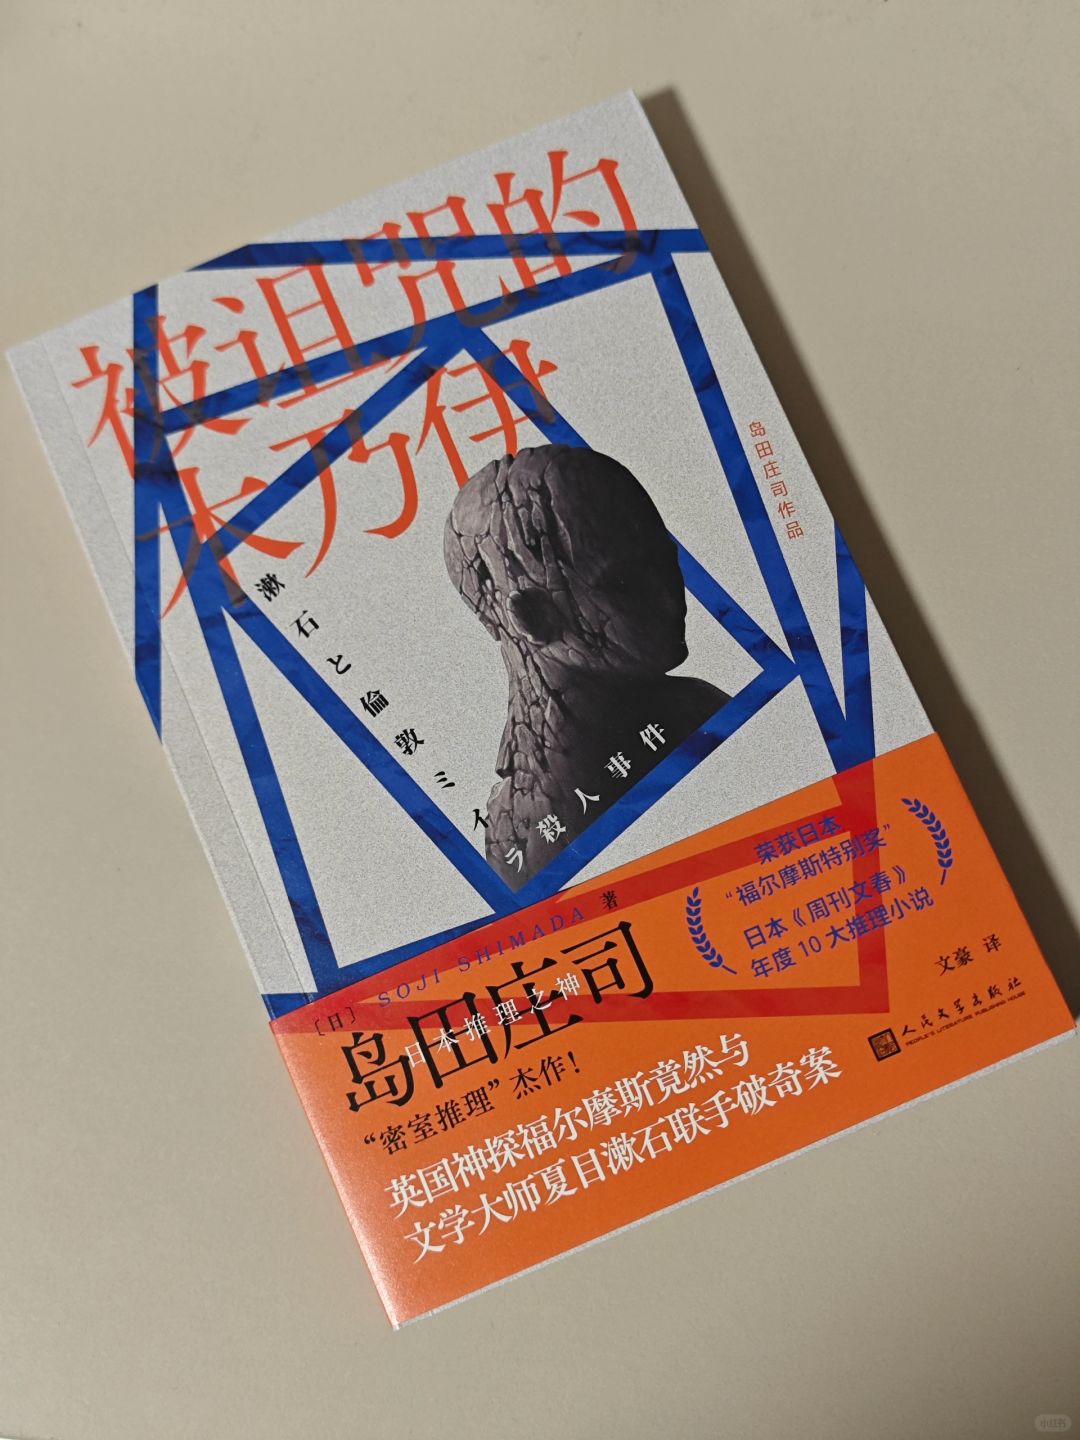 被诅咒的
木乃伊
岛田庄司作品
漱石と倫敦ミイラ殺人事件
荣获日本
“福尔摩斯特别奖”
日本《周刊文春》
年度10大推理小说
[日] SOJI SHIMADA 著
岛田庄司
日本推理之神
文豪 译
人民文学出版社
PEOPLE'S LITERATURE PUBLISHING HOUSE
“密室推理”杰作！
英国神探福尔摩斯竟然与
文学大师夏目漱石联手破奇案
小红书